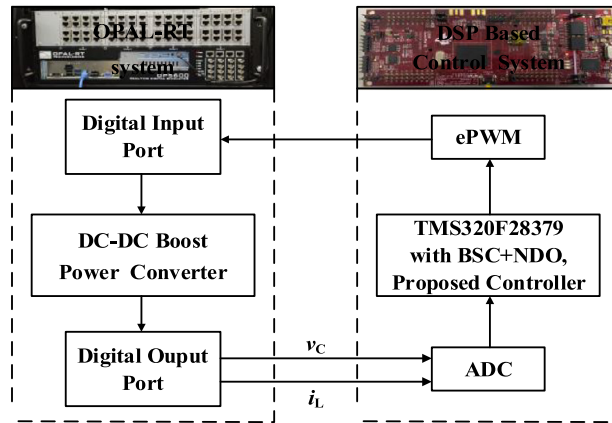 OPAL-RT
system
DSP Based
Control System
Digital Input
Port
ePWM
DC-DC Boost
Power Converter
TMS320F28379
with BSC+NDO,
Proposed Controller
Digital Ouput
Port
vC
iL
ADC